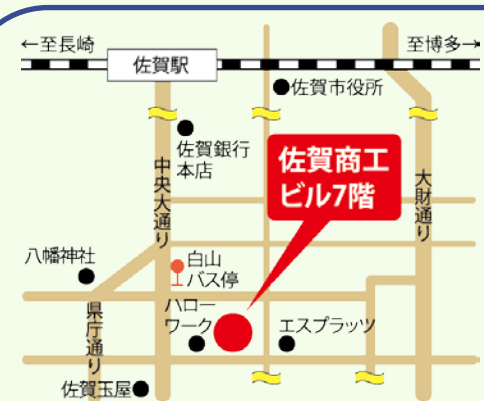 ←至長崎
至博多→
佐賀駅
佐賀市役所
佐賀銀行
本店
佐賀商工
ビル7階
中央大通り
大財通り
八幡神社
白山
バス停
県庁通り
ハロー
ワーク
エスプラッツ
佐賀玉屋